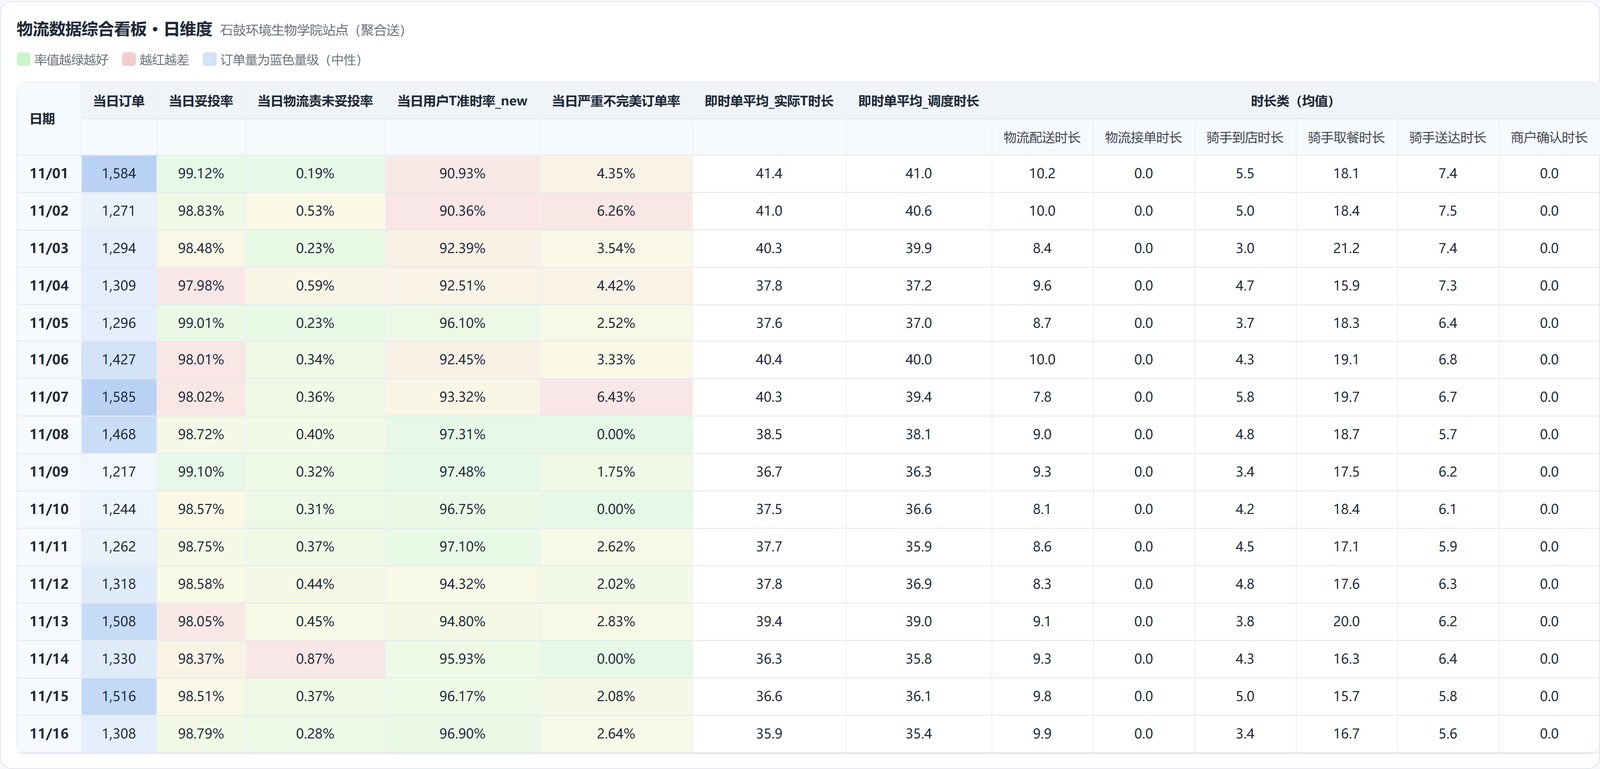 物流数据综合看板 • 日维度 石鼓环境生物学院站点（聚合送）
率值越绿越好 越红越差 订单量为蓝色量级（中性）
日期 当日订单 当日妥投率 当日物流责未妥投率 当日用户T准时率_new 当日严重不完美订单率 即时单平均_实际T时长 即时单平均_调度时长 时长类（均值）
物流配送时长 物流接单时长 骑手到店时长 骑手取餐时长 骑手送达时长 商户确认时长
11/01 1,584 99.12% 0.19% 90.93% 4.35% 41.4 41.0 10.2 0.0 5.5 18.1 7.4 0.0
11/02 1,271 98.83% 0.53% 90.36% 6.26% 41.0 40.6 10.0 0.0 5.0 18.4 7.5 0.0
11/03 1,294 98.48% 0.23% 92.39% 3.54% 40.3 39.9 8.4 0.0 3.0 21.2 7.4 0.0
11/04 1,309 97.98% 0.59% 92.51% 4.42% 37.8 37.2 9.6 0.0 4.7 15.9 7.3 0.0
11/05 1,296 99.01% 0.23% 96.10% 2.52% 37.6 37.0 8.7 0.0 3.7 18.3 6.4 0.0
11/06 1,427 98.01% 0.34% 92.45% 3.33% 40.4 40.0 10.0 0.0 4.3 19.1 6.8 0.0
11/07 1,585 98.02% 0.36% 93.32% 6.43% 40.3 39.4 7.8 0.0 5.8 19.7 6.7 0.0
11/08 1,468 98.72% 0.40% 97.31% 0.00% 38.5 38.1 9.0 0.0 4.8 18.7 5.7 0.0
11/09 1,217 99.10% 0.32% 97.48% 1.75% 36.7 36.3 9.3 0.0 3.4 17.5 6.2 0.0
11/10 1,244 98.57% 0.31% 96.75% 0.00% 37.5 36.6 8.1 0.0 4.2 18.4 6.1 0.0
11/11 1,262 98.75% 0.37% 97.10% 2.62% 37.7 35.9 8.6 0.0 4.5 17.1 5.9 0.0
11/12 1,318 98.58% 0.44% 94.32% 2.02% 37.8 36.9 8.3 0.0 4.8 17.6 6.3 0.0
11/13 1,508 98.05% 0.45% 94.80% 2.83% 39.4 39.0 9.1 0.0 3.8 20.0 6.2 0.0
11/14 1,330 98.37% 0.87% 95.93% 0.00% 36.3 35.8 9.3 0.0 4.3 16.3 6.4 0.0
11/15 1,516 98.51% 0.37% 96.17% 2.08% 36.6 36.1 9.8 0.0 5.0 15.7 5.8 0.0
11/16 1,308 98.79% 0.28% 96.90% 2.64% 35.9 35.4 9.9 0.0 3.4 16.7 5.6 0.0